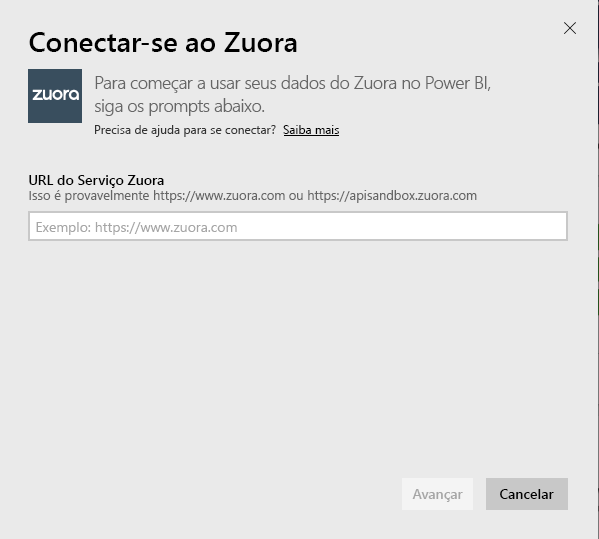 Conectar-se ao Zuora
zuora
Para começar a usar seus dados do Zuora no Power BI,
siga os prompts abaixo.
Precisa de ajuda para se conectar? Saiba mais
URL do Serviço Zuora
Isso é provavelmente https://www.zuora.com ou https://apisandbox.zuora.com
Exemplo: https://www.zuora.com
Avançar Cancelar